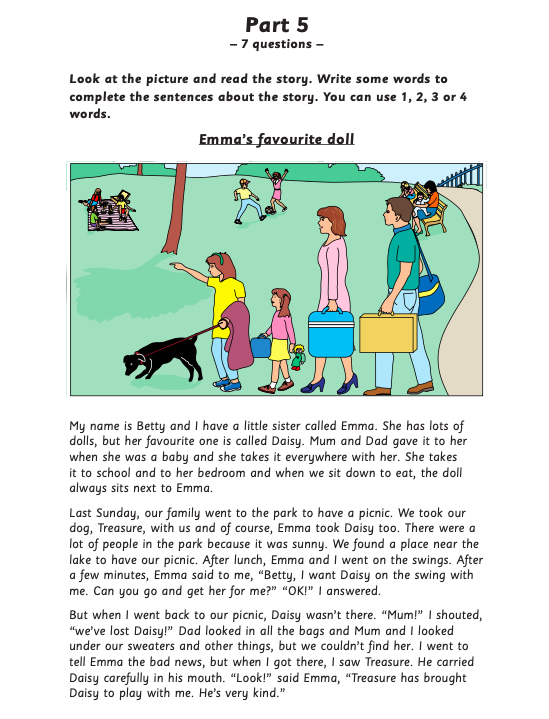 Part 5
– 7 questions –
Look at the picture and read the story. Write some words to
complete the sentences about the story. You can use 1, 2, 3 or 4
words.
Emma's favourite doll
My name is Betty and I have a little sister called Emma. She has lots of
dolls, but her favourite one is called Daisy. Mum and Dad gave it to her
when she was a baby and she takes it everywhere with her. She takes
it to school and to her bedroom and when we sit down to eat, the doll
always sits next to Emma.
Last Sunday, our family went to the park to have a picnic. We took our
dog, Treasure, with us and of course, Emma took Daisy too. There were a
lot of people in the park because it was sunny. We found a place near the
lake to have our picnic. After lunch, Emma and I went on the swings. After
a few minutes, Emma said to me, “Betty, I want Daisy on the swing with
me. Can you go and get her for me?” “OK!” I answered.
But when I went back to our picnic, Daisy wasn't there. “Mum!” I shouted,
“we've lost Daisy!” Dad looked in all the bags and Mum and I looked
under our sweaters and other things, but we couldn't find her. I went to
tell Emma the bad news, but when I got there, I saw Treasure. He carried
Daisy carefully in his mouth. “Look!” said Emma, “Treasure has brought
Daisy to play with me. He's very kind.”